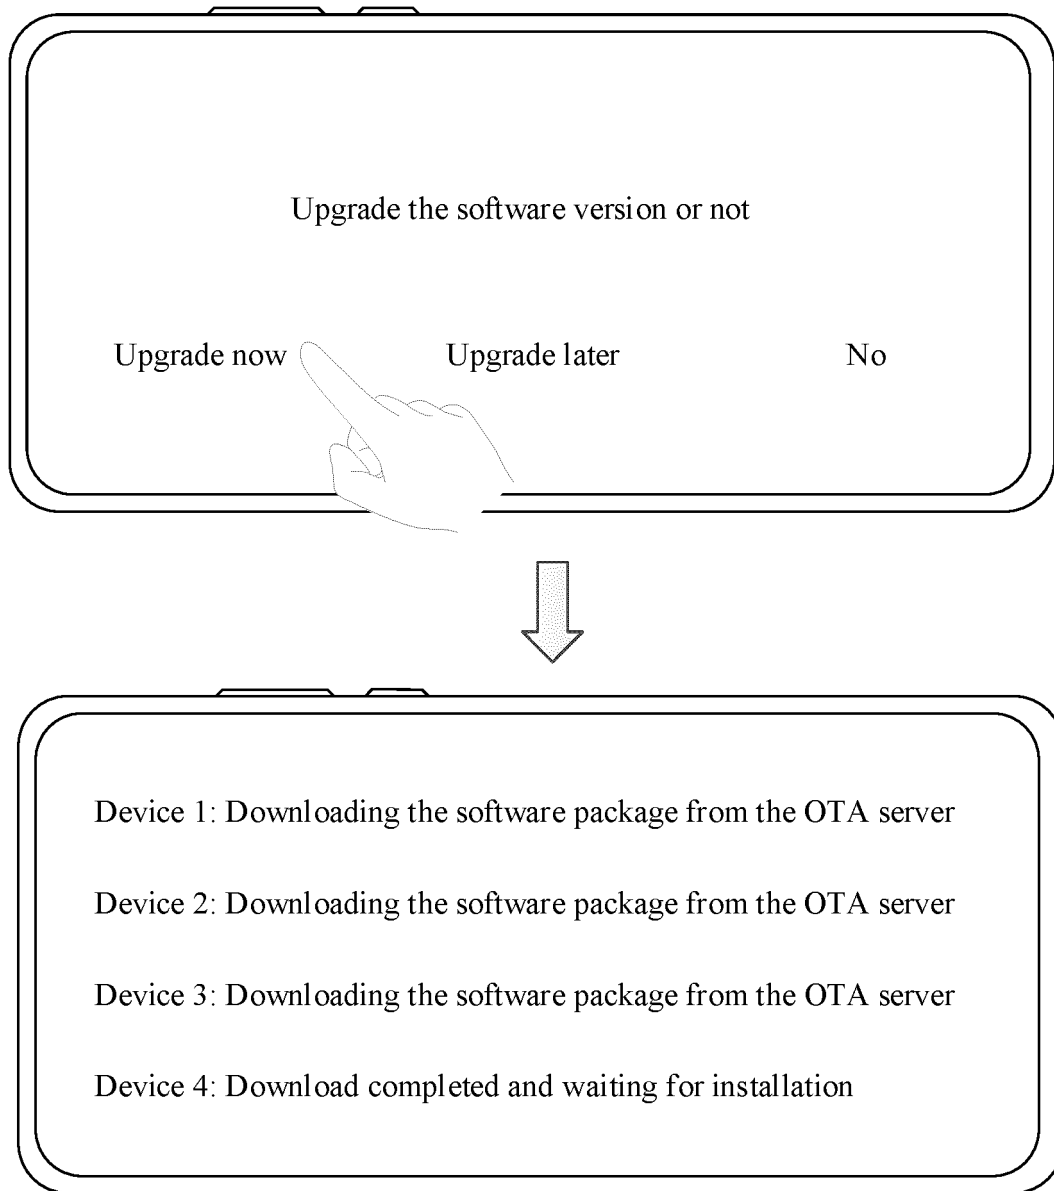 Upgrade the software version or not
Upgrade now Upgrade later No
Device 1: Downloading the software package from the OTA server
Device 2: Downloading the software package from the OTA server
Device 3: Downloading the software package from the OTA server
Device 4: Download completed and waiting for installation